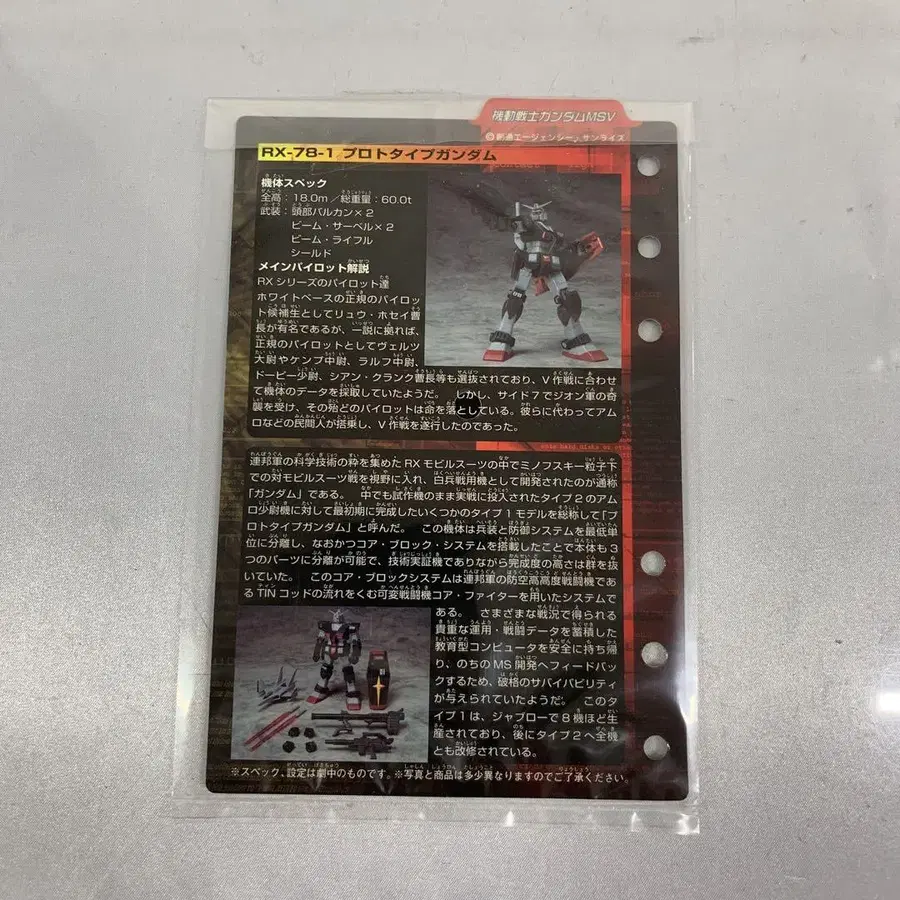 機動戦士ガンダムMSV
©創通エージェンシー・サンライズ
RX-78-1 プロトタイプガンダム
機体スペック
全高：18.0m／総重量：60.0t
武装：頭部バルカン×2
ビーム・サーベル×2
ビーム・ライフル
シールド
メインパイロット解説
RXシリーズのパイロット達
ホワイトベースの正規のパイロッ
ト候補生としてリュウ・ホセイ曹
長が有名であるが、一説に拠れば、
正規のパイロットとしてヴェルツ
大尉やケンプ中尉、ラルフ中尉、
ドービー少尉、シアン・クランク曹長等も選抜されており、V作戦に合わせ
て機体のデータを採取していたようだ。しかし、サイド7でジオン軍の奇
襲を受け、その殆どのパイロットは命を落としている。彼らに代わってアム
ロなどの民間人が搭乗し、V作戦を遂行したのであった。
連邦軍の科学技術の粋を集めたRXモビルスーツの中でミノフスキー粒子下
での対モビルスーツ戦を視野に入れ、白兵戦用機として開発されたのが通称
「ガンダム」である。 中でも試作機のまま実戦に投入されたタイプ2のアム
ロ少尉機に対して最初期に完成したいくつかのタイプ1モデルを総称して「プ
ロトタイプガンダム」と呼んだ。 この機体は兵装と防御システムを最低単
位に分離し、なおかつコア・ブロック・システムを搭載したことで本体も3
つのパーツに分離が可能で、技術実証機でありながら完成度の高さは群を抜
いていた。 このコア・ブロックシステムは連邦軍の防空高高度戦闘機であ
るTINコッドの流れをくむ可変戦闘機コア・ファイターを用いたシステムで
ある。 さまざまな戦況で得られる
貴重な運用・戦闘データを蓄積した
教育型コンピュータを安全に持ち帰
り、のちのMS開発へフィードバッ
クするため、破格のサバイバビリティ
が与えられていたようだ。 このタ
イプ1は、ジャブローで8機ほど生
産されており、後にタイプ2へ全機
とも改修されている。
※スペック、設定は劇中のものです。※写真と商品は多少異なりますのでご了承ください。